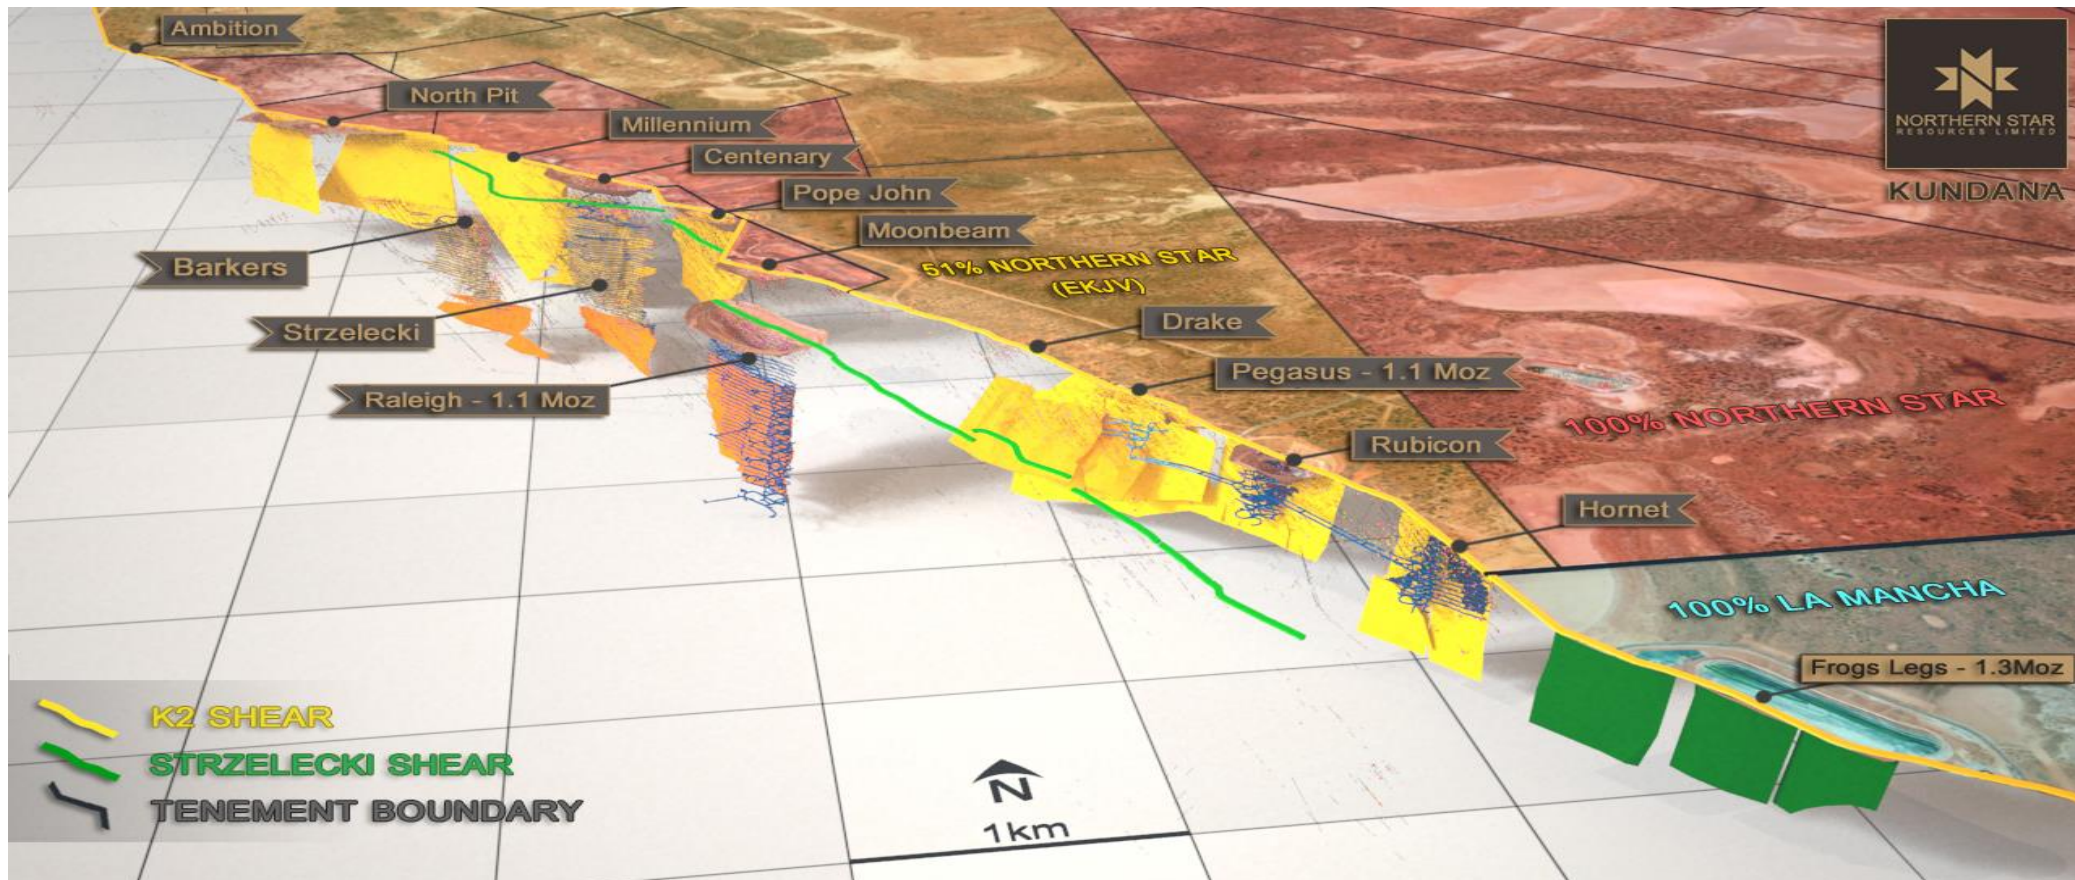 Ambition
North Pit
Millennium
Centenary
Pope John
Moonbeam
Barkers
Strzelecki
Raleigh - 1.1 Moz
51% NORTHERN STAR
(EKJV)
Drake
Pegasus - 1.1 Moz
Rubicon
Hornet
100% NORTHERN STAR
100% LA MANCHA
Frogs Legs - 1.3Moz
NORTHERN STAR
RESOURCES LIMITED
KUNDANA
K2 SHEAR
STRZELECKI SHEAR
TENEMENT BOUNDARY
N
1km